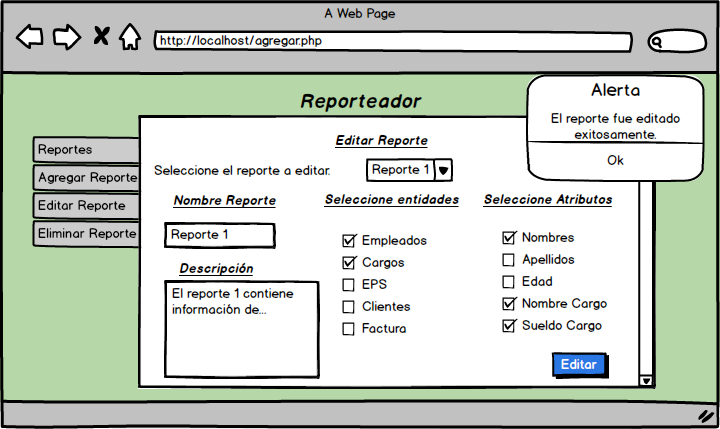 A Web Page
http://localhost/agregar.php
Reporteador
Alerta
El reporte fue editado
exitosamente.
Ok
Reportes
Agregar Reporte
Editar Reporte
Eliminar Reporte
Editar Reporte
Seleccione el reporte a editar.
Reporte 1
Nombre Reporte
Reporte 1
Descripción
El reporte 1 contiene
información de...
Seleccione entidades
Empleados
Cargos
EPS
Clientes
Factura
Seleccione Atributos
Nombres
Apellidos
Edad
Nombre Cargo
Sueldo Cargo
Editar